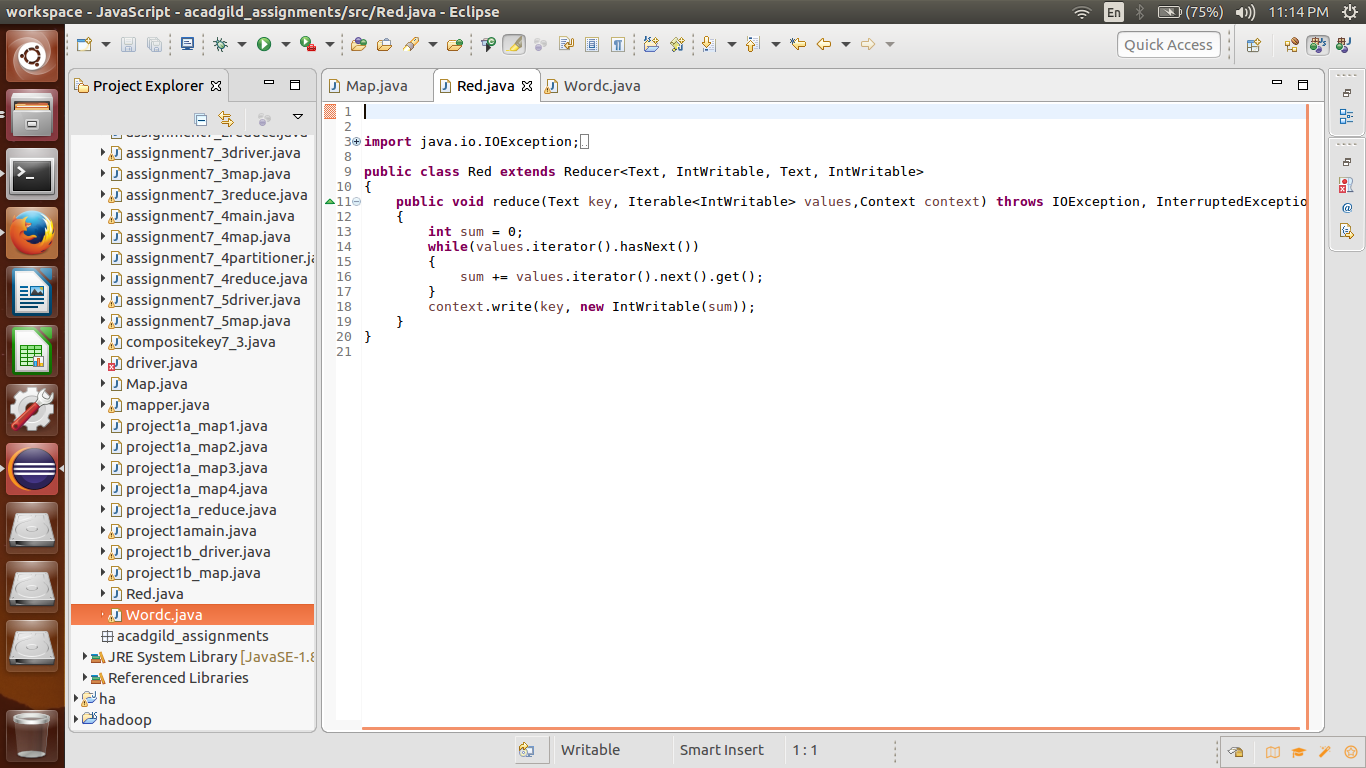 workspace - JavaScript - acadgild_assignments/src/Red.java - Eclipse
En
(75%)
11:14 PM
Quick Access
Project Explorer
Map.java
Red.java
Wordc.java
assignment7_2reduce.java
assignment7_3driver.java
assignment7_3map.java
assignment7_3reduce.java
assignment7_4main.java
assignment7_4map.java
assignment7_4partitioner.ja
assignment7_4reduce.java
assignment7_5driver.java
assignment7_5map.java
compositekey7_3.java
driver.java
Map.java
mapper.java
project1a_map1.java
project1a_map2.java
project1a_map3.java
project1a_map4.java
project1a_reduce.java
project1amain.java
project1b_driver.java
project1b_map.java
Red.java
Wordc.java
acadgild_assignments
JRE System Library [JavaSE-1.8
Referenced Libraries
ha
hadoop
1
2
3 import java.io.IOException;
8
9 public class Red extends Reducer<Text, IntWritable, Text, IntWritable>
10 {
11 public void reduce(Text key, Iterable<IntWritable> values,Context context) throws IOException, InterruptedExceptio
12 {
13 int sum = 0;
14 while(values.iterator().hasNext())
15 {
16 sum += values.iterator().next().get();
17 }
18 context.write(key, new IntWritable(sum));
19 }
20 }
21
Writable
Smart Insert
1 : 1